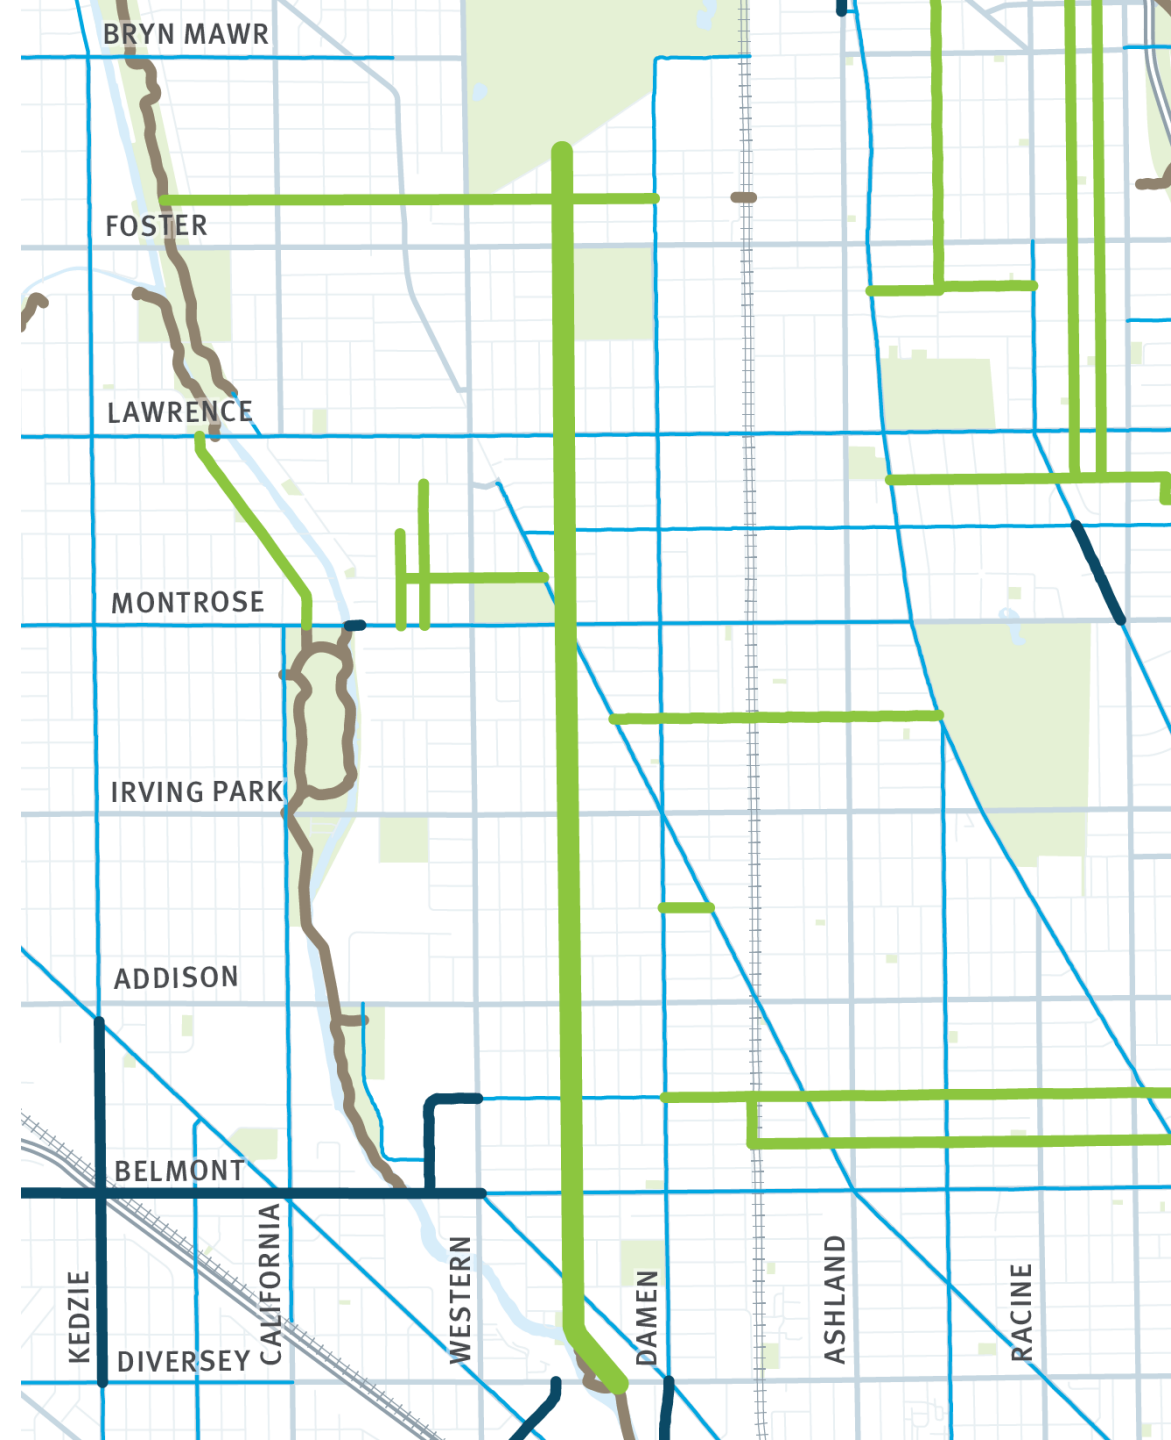 BRYN MAWR
FOSTER
LAWRENCE
MONTROSE
IRVING PARK
ADDISON
BELMONT
KEDZIE
CALIFORNIA
WESTERN
DAMEN
ASHLAND
RACINE
DIVERSEY